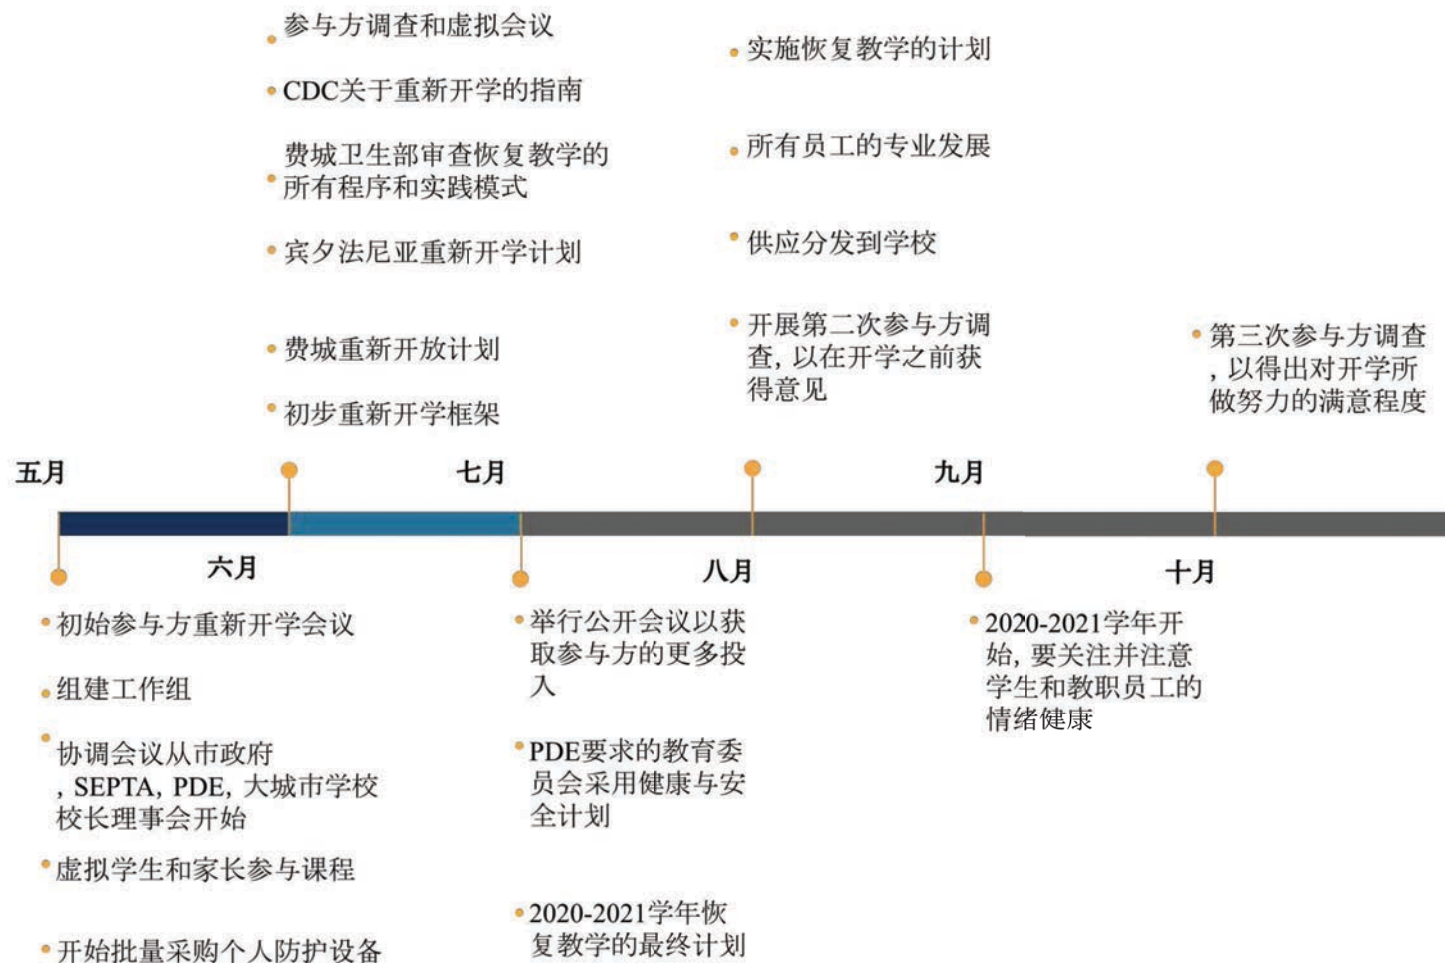 参与方调查和虚拟会议
CDC关于重新开学的指南
费城卫生部审查恢复教学的
所有程序和实践模式
宾夕法尼亚重新开学计划
费城重新开放计划
初步重新开学框架
实施恢复教学的计划
所有员工的专业发展
供应分发到学校
开展第二次参与方调
查, 以在开学之前获
得意见
第三次参与方调查
, 以得出对开学所
做努力的满意程度
五月
七月
九月
六月
八月
十月
初始参与方重新开学会议
组建工作组
协调会议从市政府
, SEPTA, PDE, 大城市学校
校长理事会开始
虚拟学生和家长参与课程
开始批量采购个人防护设备
举行公开会议以获
取参与方的更多投
入
PDE要求的教育委
员会采用健康与安
全计划
2020-2021学年恢
复教学的最终计划
2020-2021学年开
始, 要关注并注意
学生和教职员工的
情绪健康